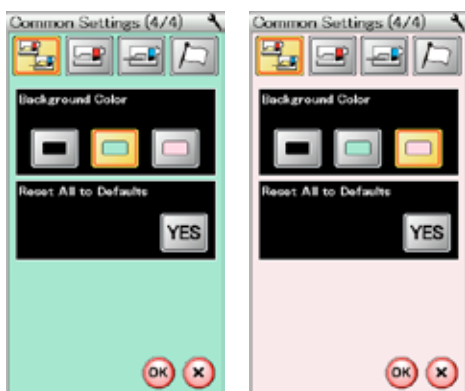 Common Settings (4/4)
Background Color
Reset All to Defaults
YES
OK
Common Settings (4/4)
Background Color
Reset All to Defaults
YES
OK